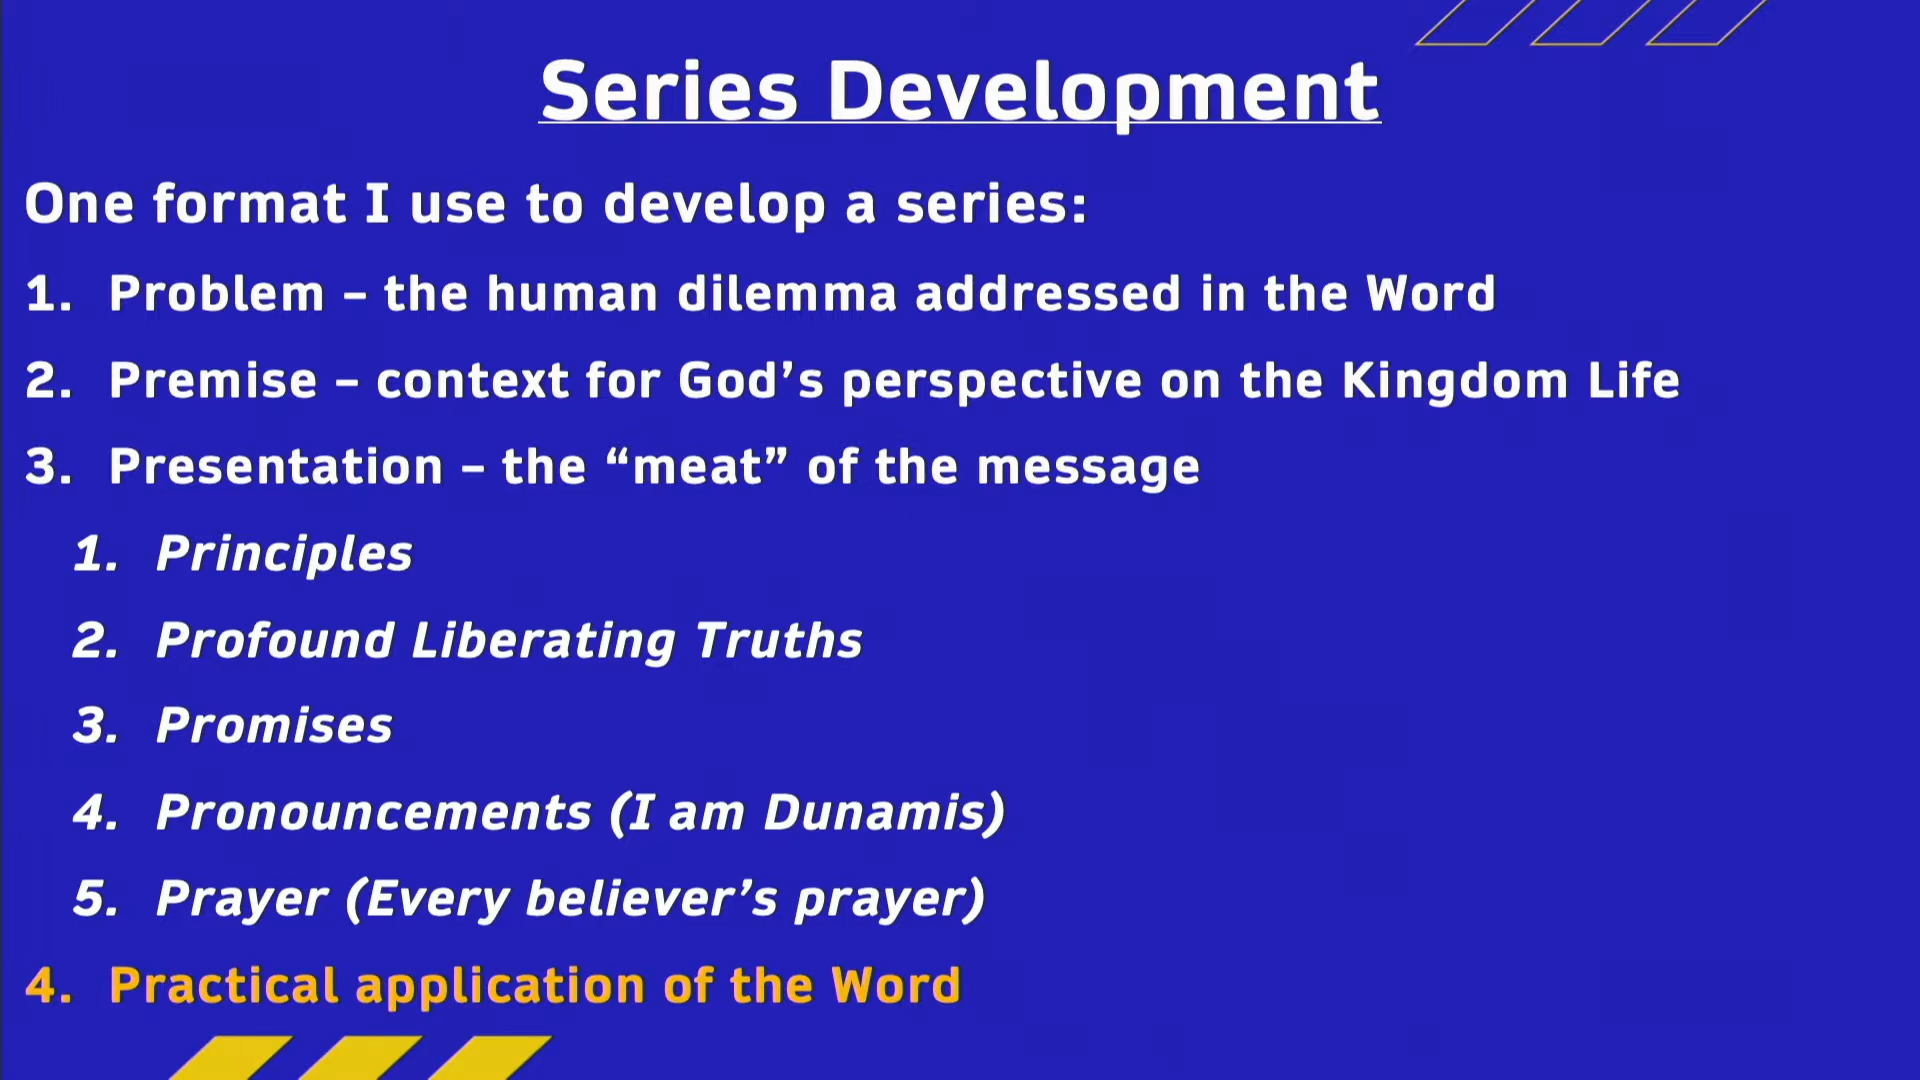 Series Development
One format I use to develop a series:
1. Problem – the human dilemma addressed in the Word
2. Premise – context for God’s perspective on the Kingdom Life
3. Presentation – the “meat” of the message
1. Principles
2. Profound Liberating Truths
3. Promises
4. Pronouncements (I am Dunamis)
5. Prayer (Every believer’s prayer)
4. Practical application of the Word